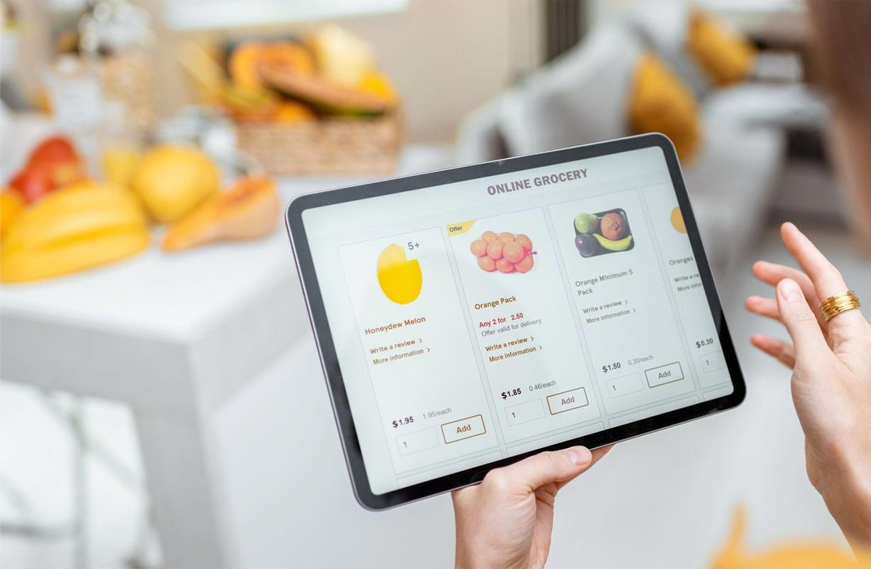 ONLINE GROCERY
5+
Honeydew Melon
Write a review >
More information >
$1.95 1.95/each
1
Add
Offer
Orange Pack
Any 2 for 2.50
Offer valid for delivery
Write a review >
More information >
$1.85 0.46/each
1
Add
Orange Minimum 5
Pack
Write a review >
More information >
$1.50 0.30/each
1
Add
Oranges
Write a re
More infor
$0.30
1